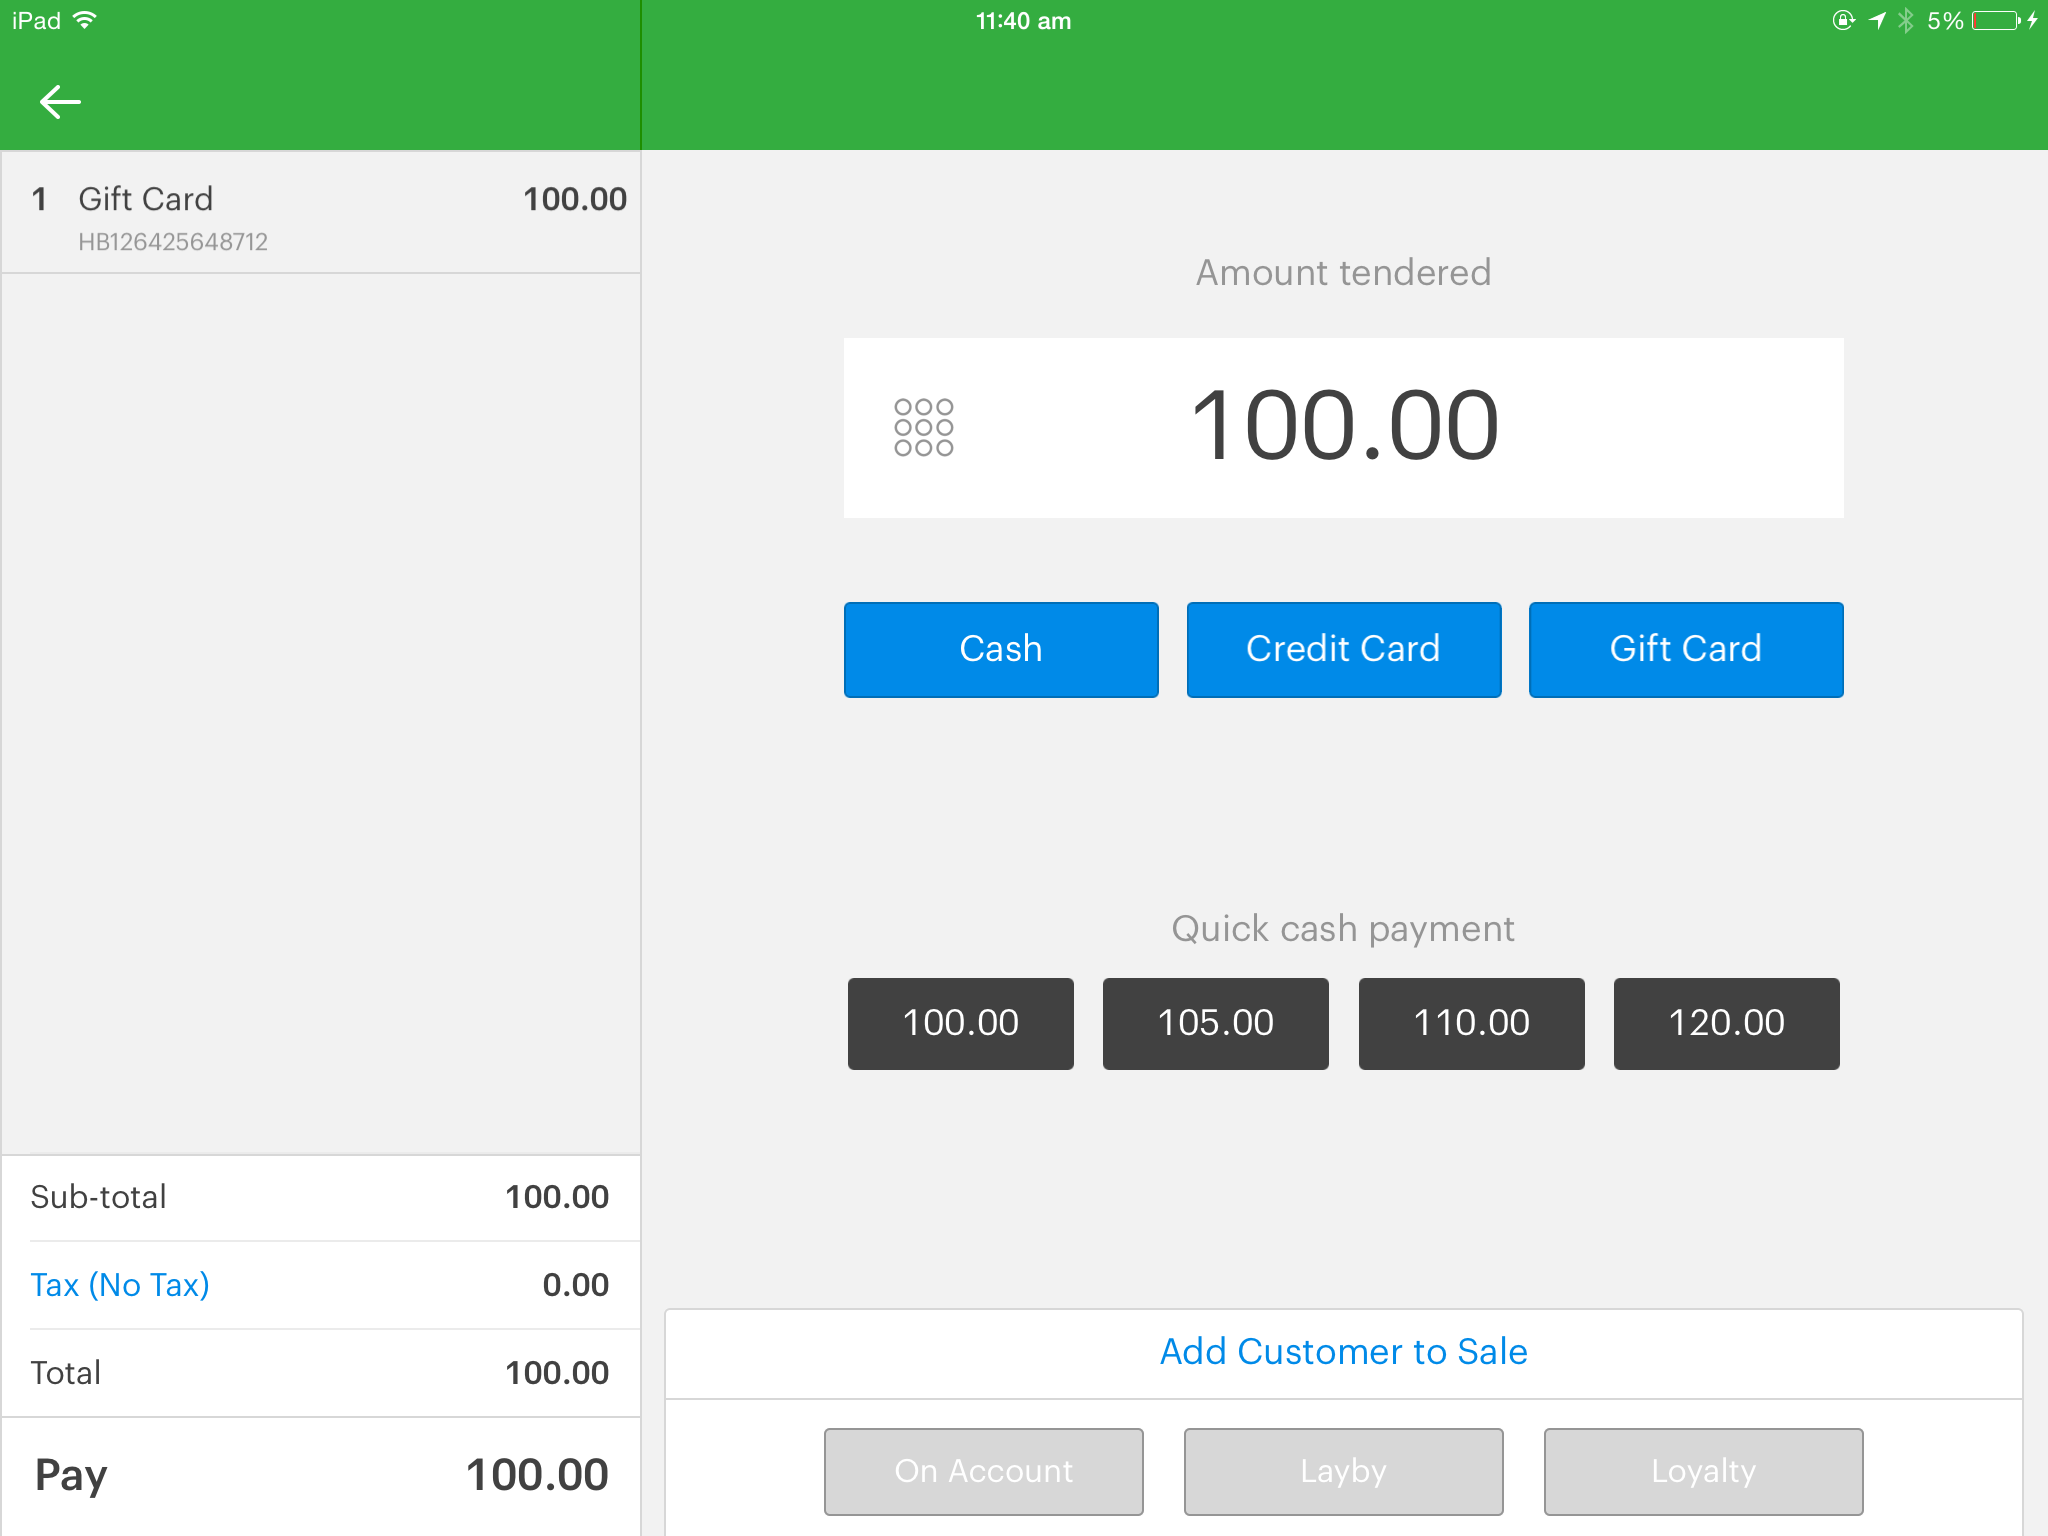 iPad 11:40 am 5%
1 Gift Card 100.00
HB126425648712
Sub-total 100.00
Tax (No Tax) 0.00
Total 100.00
Pay 100.00
Amount tendered
100.00
Cash Credit Card Gift Card
Quick cash payment
100.00 105.00 110.00 120.00
Add Customer to Sale
On Account Layby Loyalty